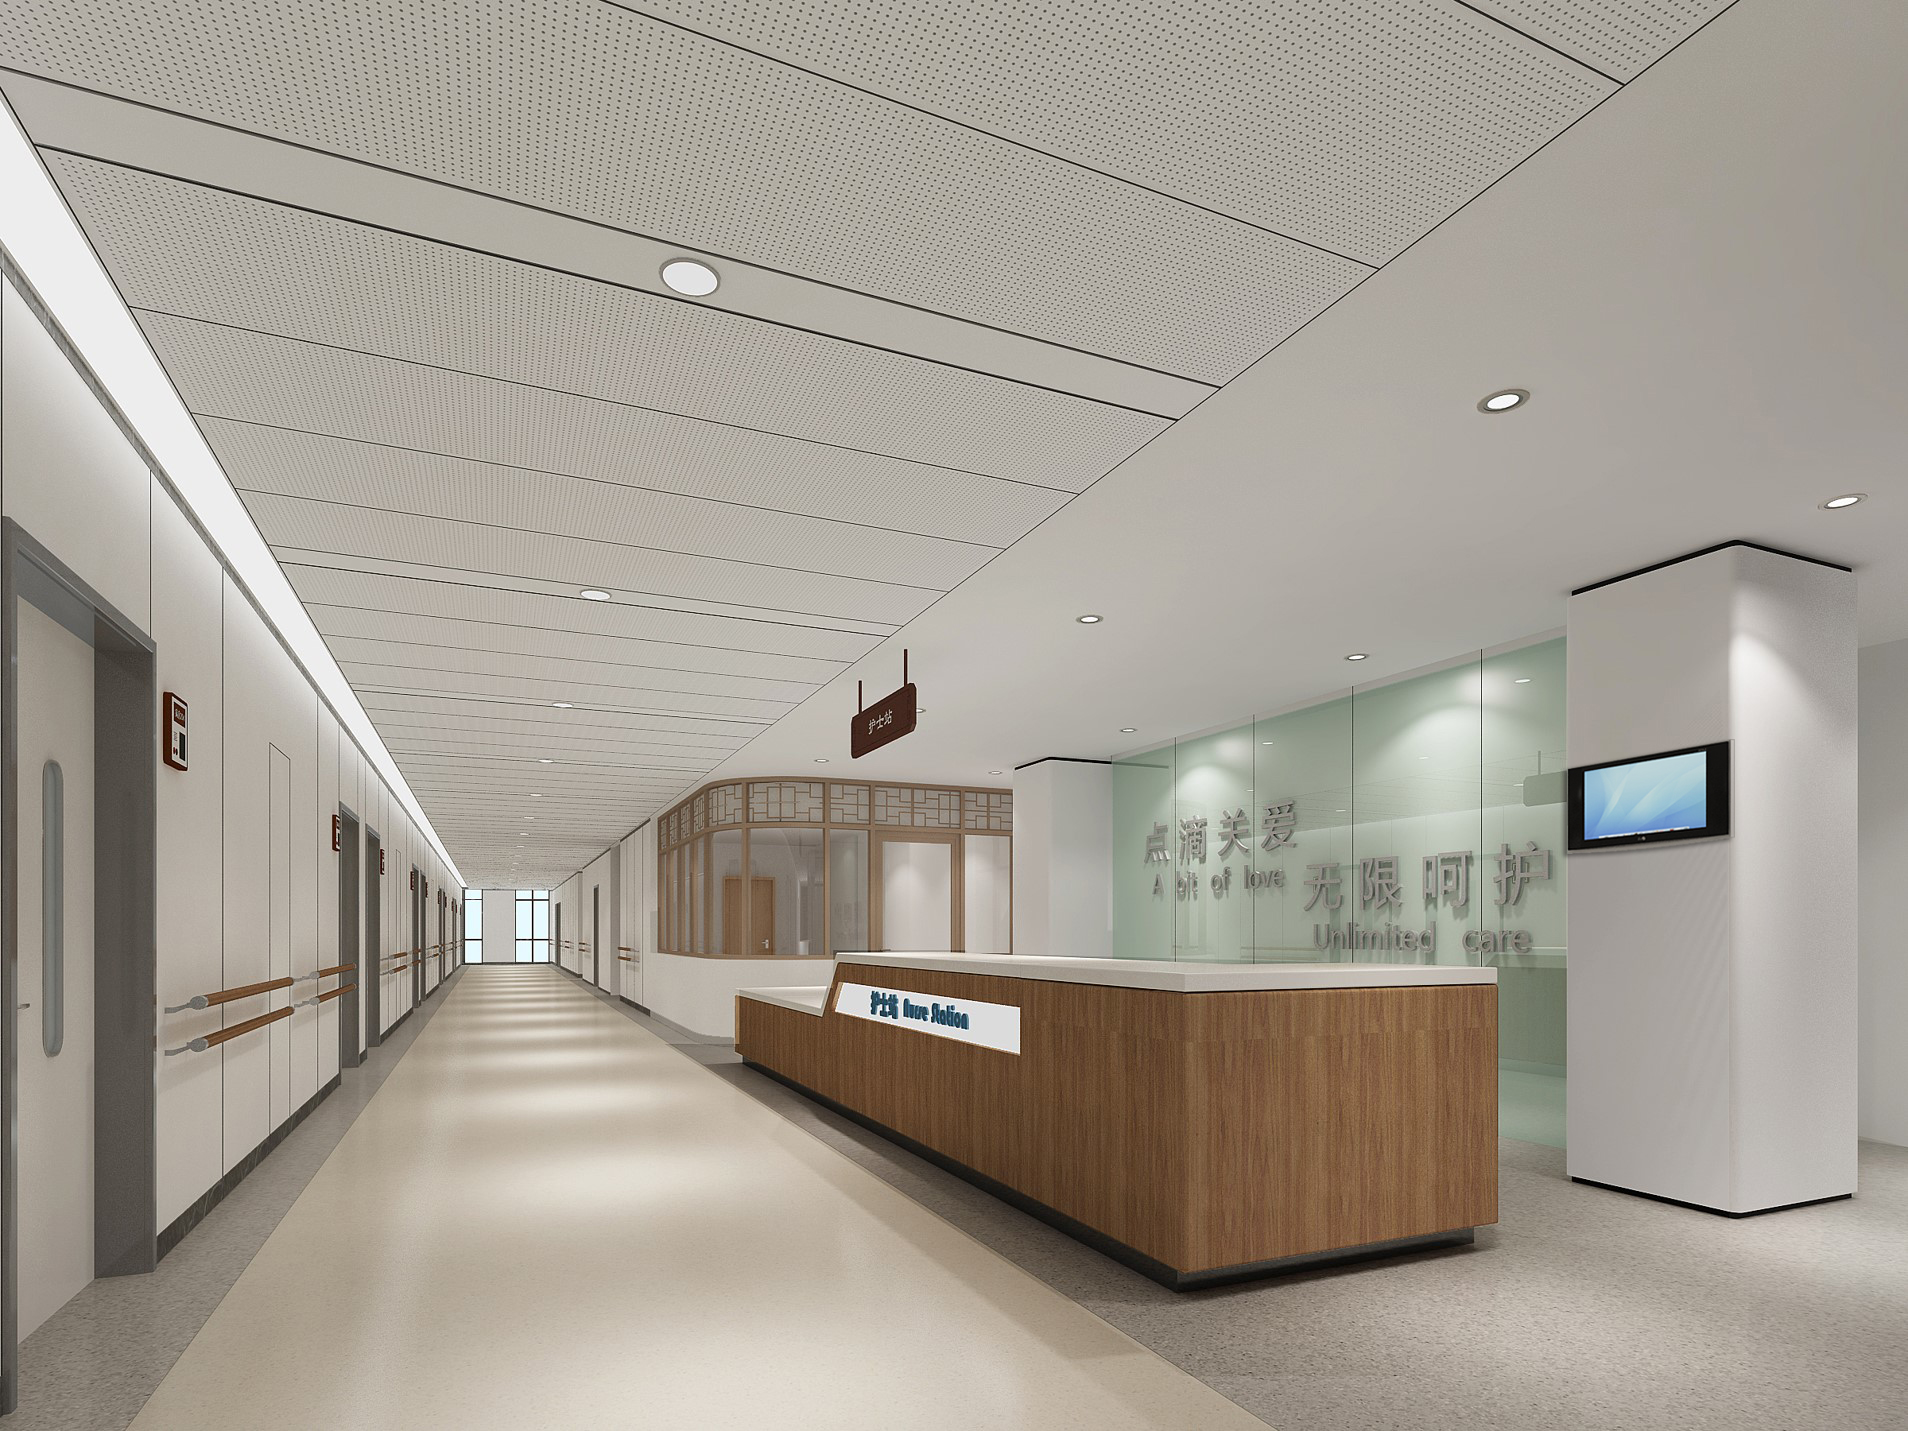 护士站
点滴关爱
A bit of love
无限呵护
Unlimited care
护士站 Nurse Station